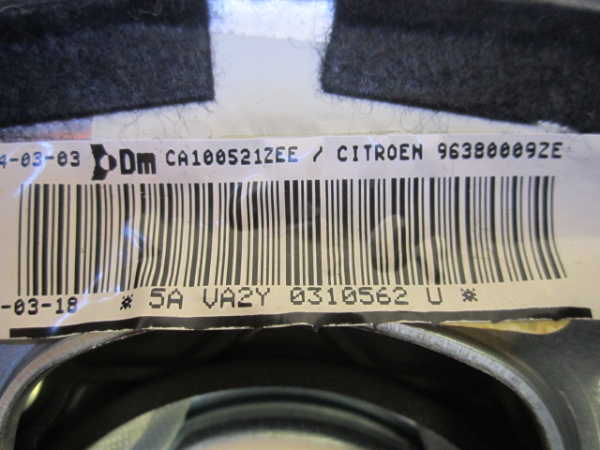 4-03-03 Dm CA100521ZEE / CITROEN 96380009ZE
-03-18 * 5A VA2Y 0310562 U *